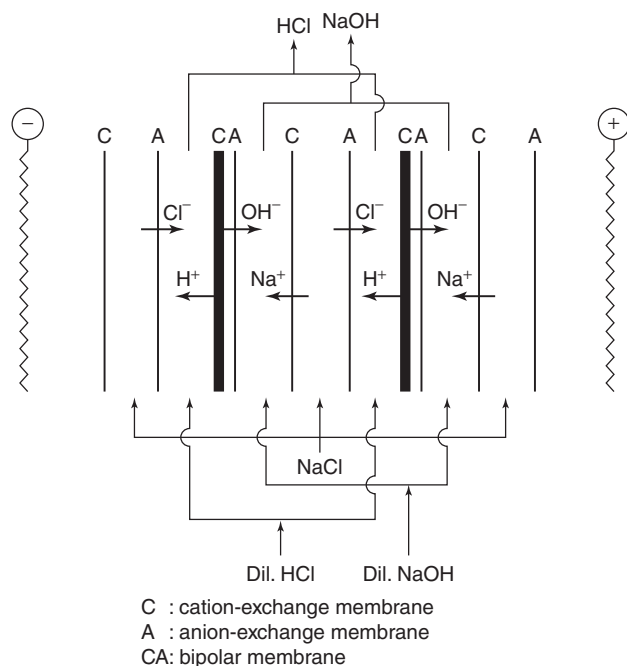 HCl NaOH
− +
C A CA C A CA C A
Cl− OH− Cl− OH−
H+ Na+ H+ Na+
NaCl
Dil. HCl Dil. NaOH
C : cation-exchange membrane
A : anion-exchange membrane
CA: bipolar membrane